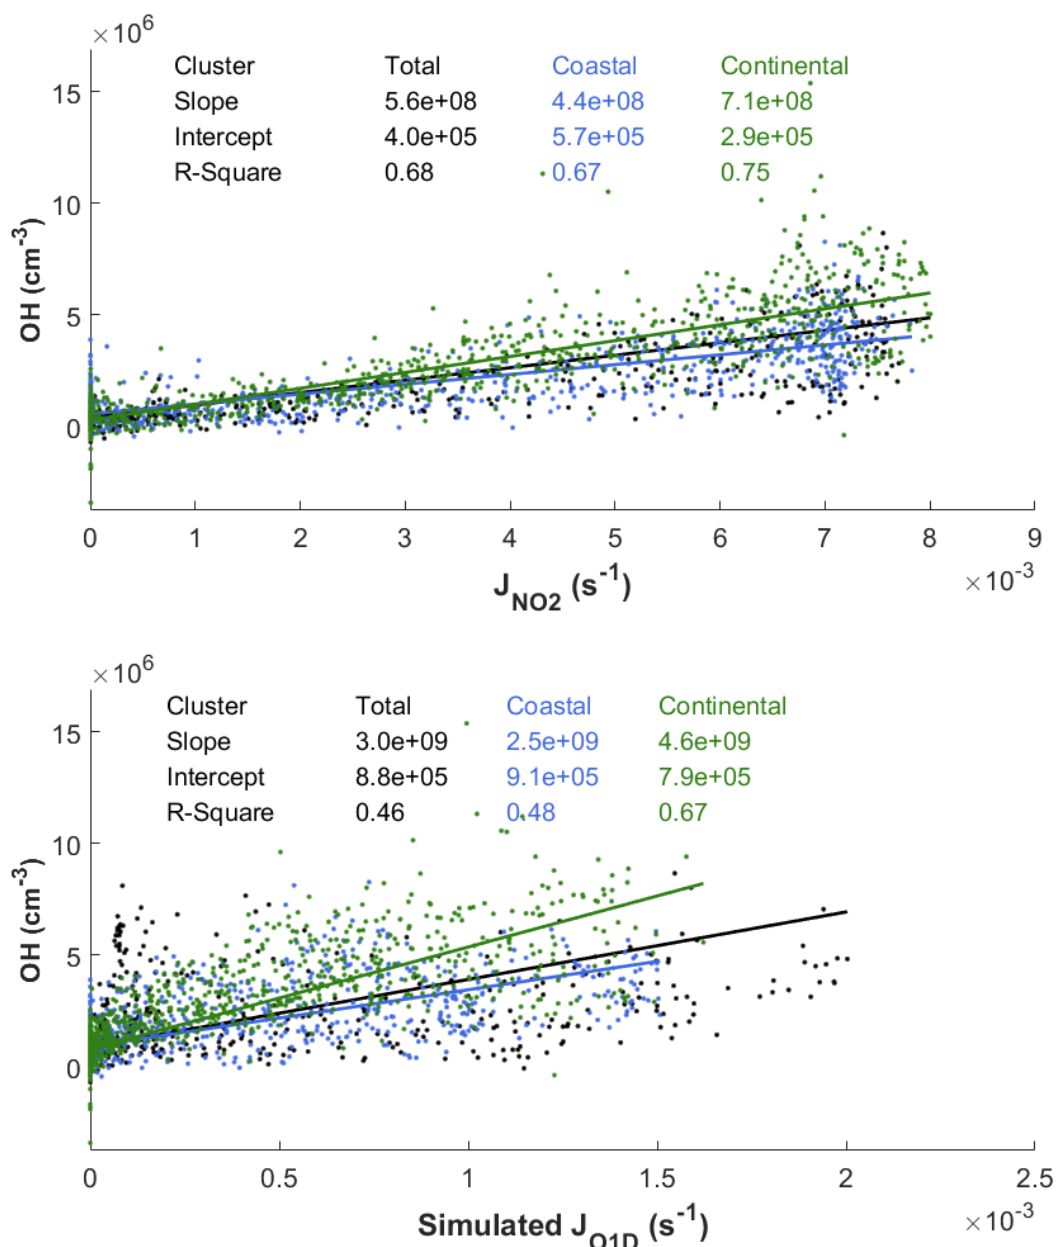 ×10^6
Cluster Total Coastal Continental
Slope 5.6e+08 4.4e+08 7.1e+08
Intercept 4.0e+05 5.7e+05 2.9e+05
R-Square 0.68 0.67 0.75
15
10
5
0
OH (cm^-3)
0 1 2 3 4 5 6 7 8 9
×10^-3
J_NO2 (s^-1)
×10^6
Cluster Total Coastal Continental
Slope 3.0e+09 2.5e+09 4.6e+09
Intercept 8.8e+05 9.1e+05 7.9e+05
R-Square 0.46 0.48 0.67
15
10
5
0
OH (cm^-3)
0 0.5 1 1.5 2 2.5
×10^-3
Simulated J_O1D (s^-1)